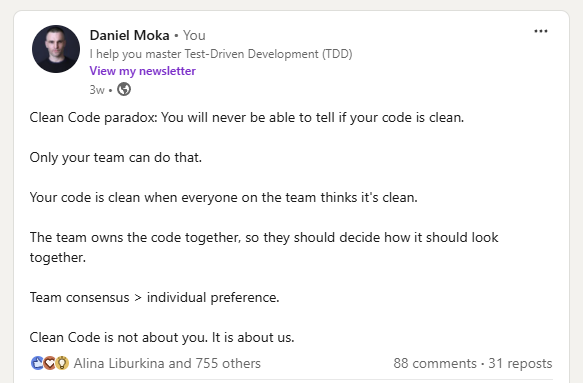 Daniel Moka • You
I help you master Test-Driven Development (TDD)
View my newsletter
3w •
Clean Code paradox: You will never be able to tell if your code is clean.
Only your team can do that.
Your code is clean when everyone on the team thinks it's clean.
The team owns the code together, so they should decide how it should look
together.
Team consensus > individual preference.
Clean Code is not about you. It is about us.
Alina Liburkina and 755 others
88 comments • 31 reposts